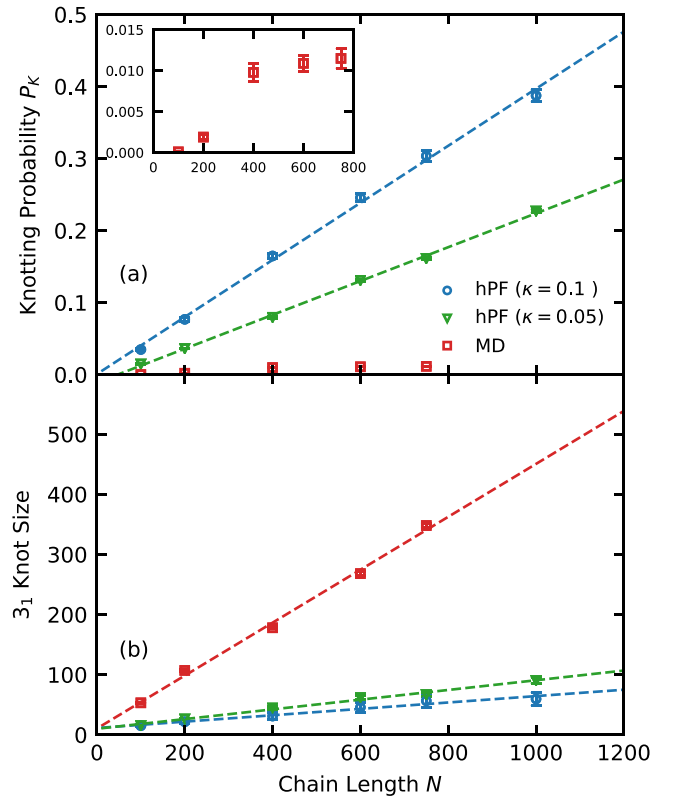 0.5
0.4
0.3
0.2
0.1
0.0
Knotting Probability P_K
0.015
0.010
0.005
0.000
0 200 400 600 800
(a)
hPF (κ = 0.1 )
hPF (κ = 0.05)
MD
500
400
300
200
100
0
3₁ Knot Size
(b)
0 200 400 600 800 1000 1200
Chain Length N